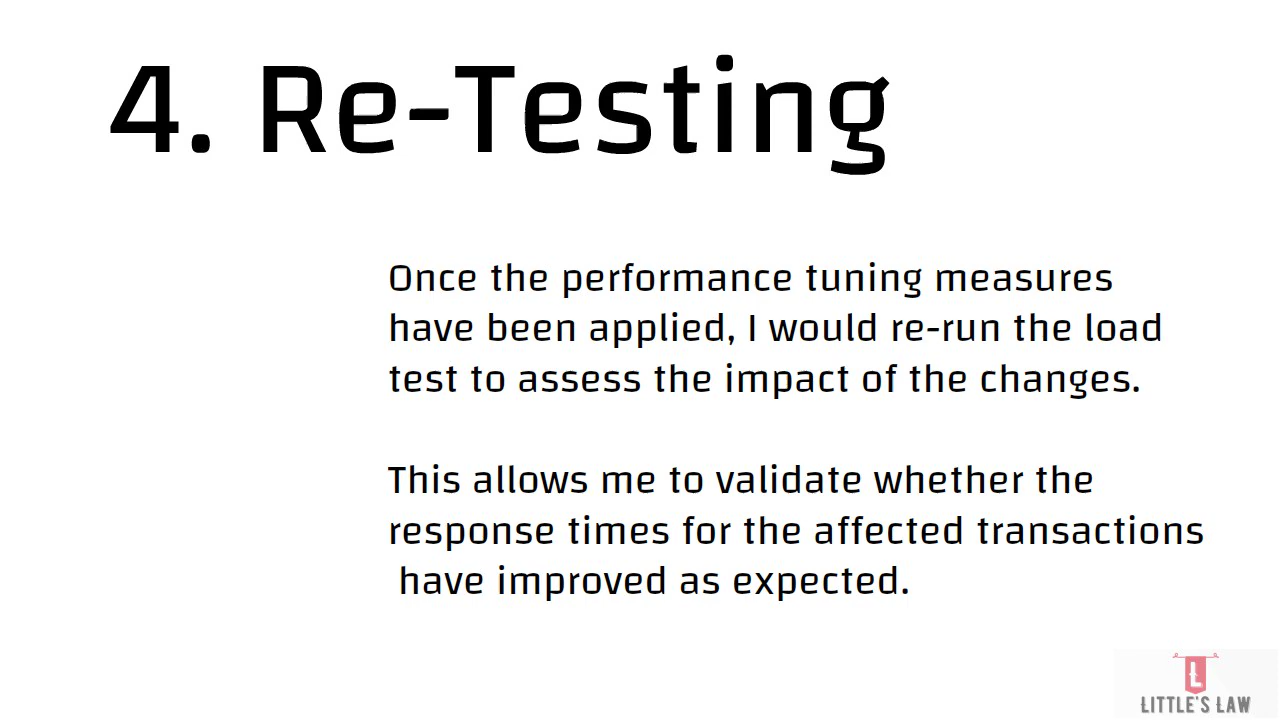 4. Re-Testing
Once the performance tuning measures
have been applied, I would re-run the load
test to assess the impact of the changes.
This allows me to validate whether the
response times for the affected transactions
have improved as expected.
L
LITTLE'S LAW